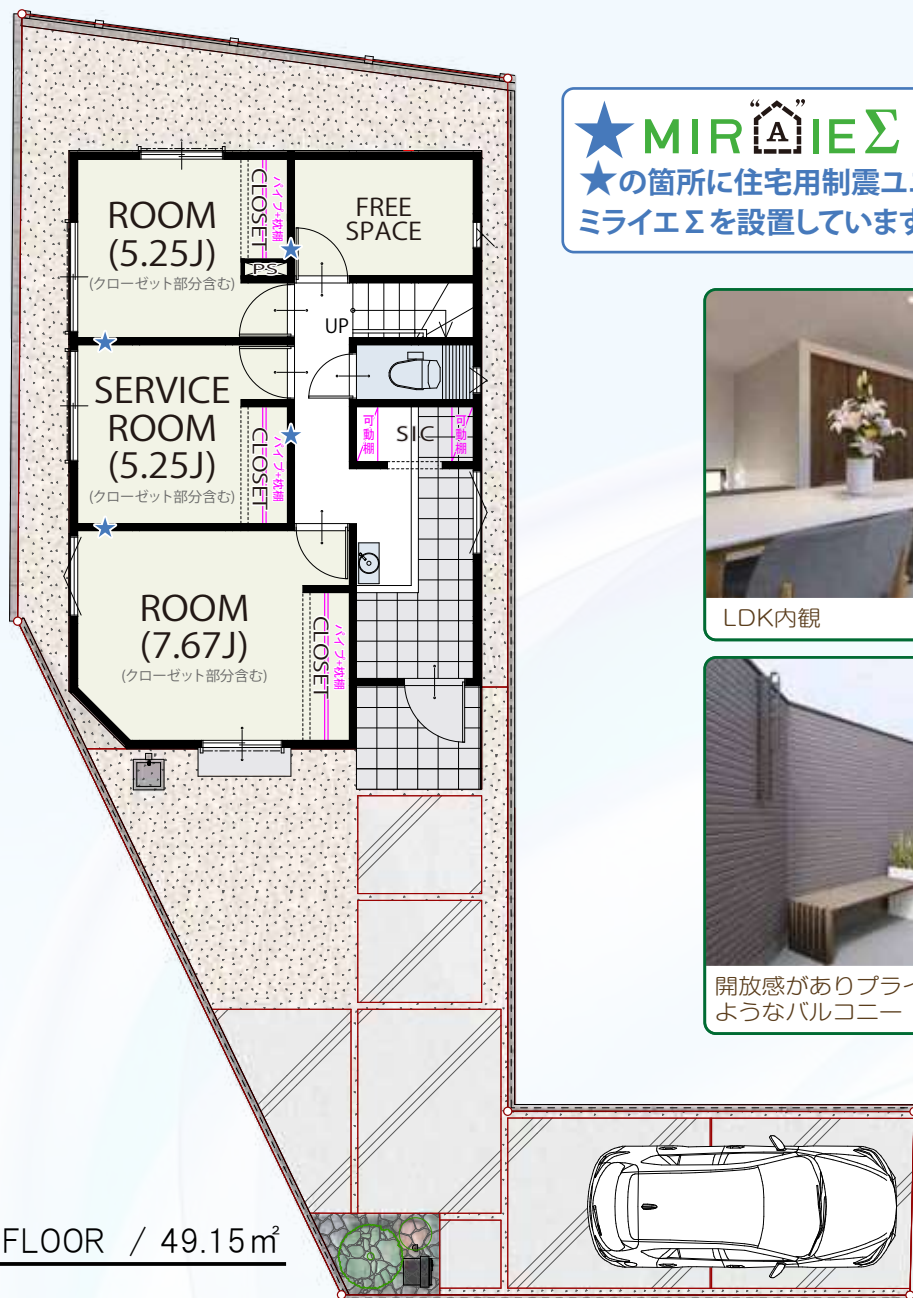 ★MIR"A"IEΣ
★の箇所に住宅用制震ユ
ミライエΣを設置しています
ROOM
(5.25J)
(クローゼット部分含む)
CLOSET
パイプ+枕棚
PS
FREE
SPACE
UP
SERVICE
ROOM
(5.25J)
(クローゼット部分含む)
CLOSET
パイプ+枕棚
可動棚
SIC
可動棚
ROOM
(7.67J)
(クローゼット部分含む)
CLOSET
パイプ+枕棚
LDK内観
開放感がありプライ
ようなバルコニー
FLOOR / 49.15㎡